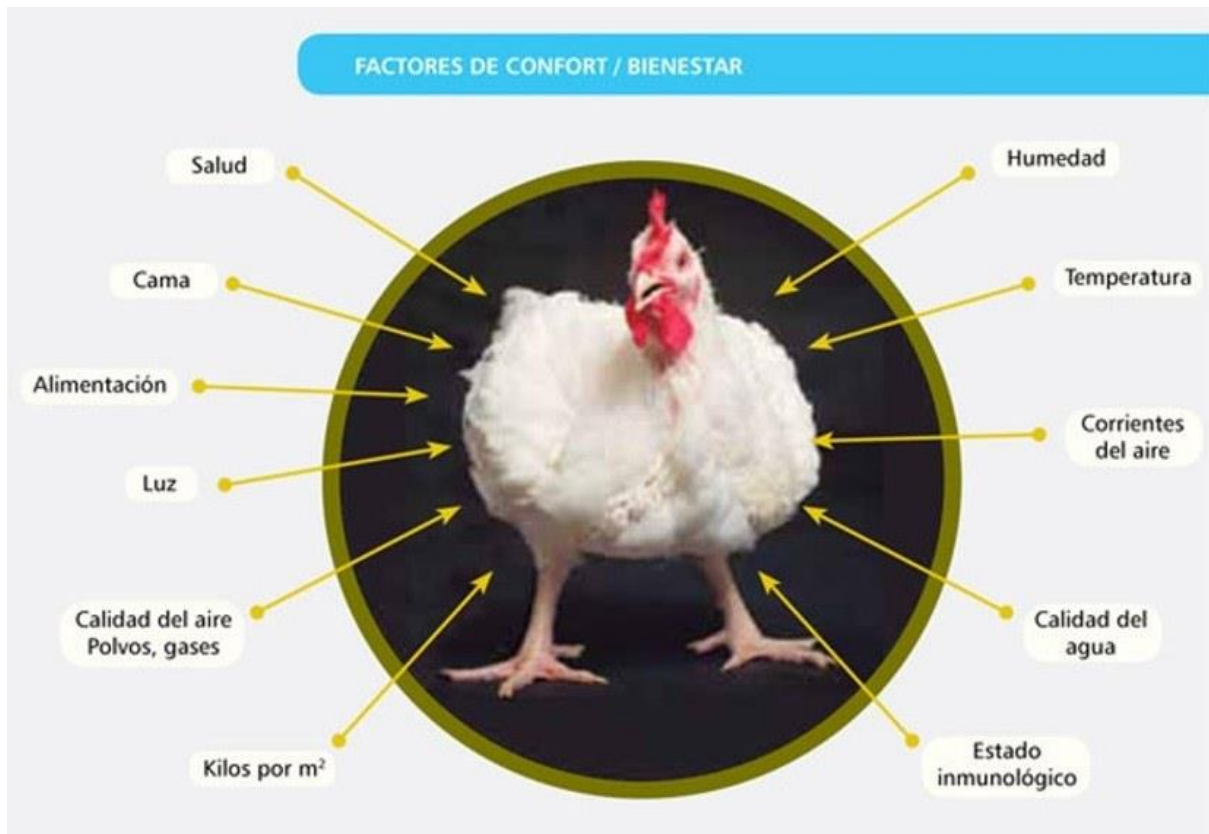 FACTORES DE CONFORT / BIENESTAR
Salud
Cama
Alimentación
Luz
Calidad del aire
Polvos, gases
Kilos por m²
Humedad
Temperatura
Corrientes
del aire
Calidad del
agua
Estado
inmunológico